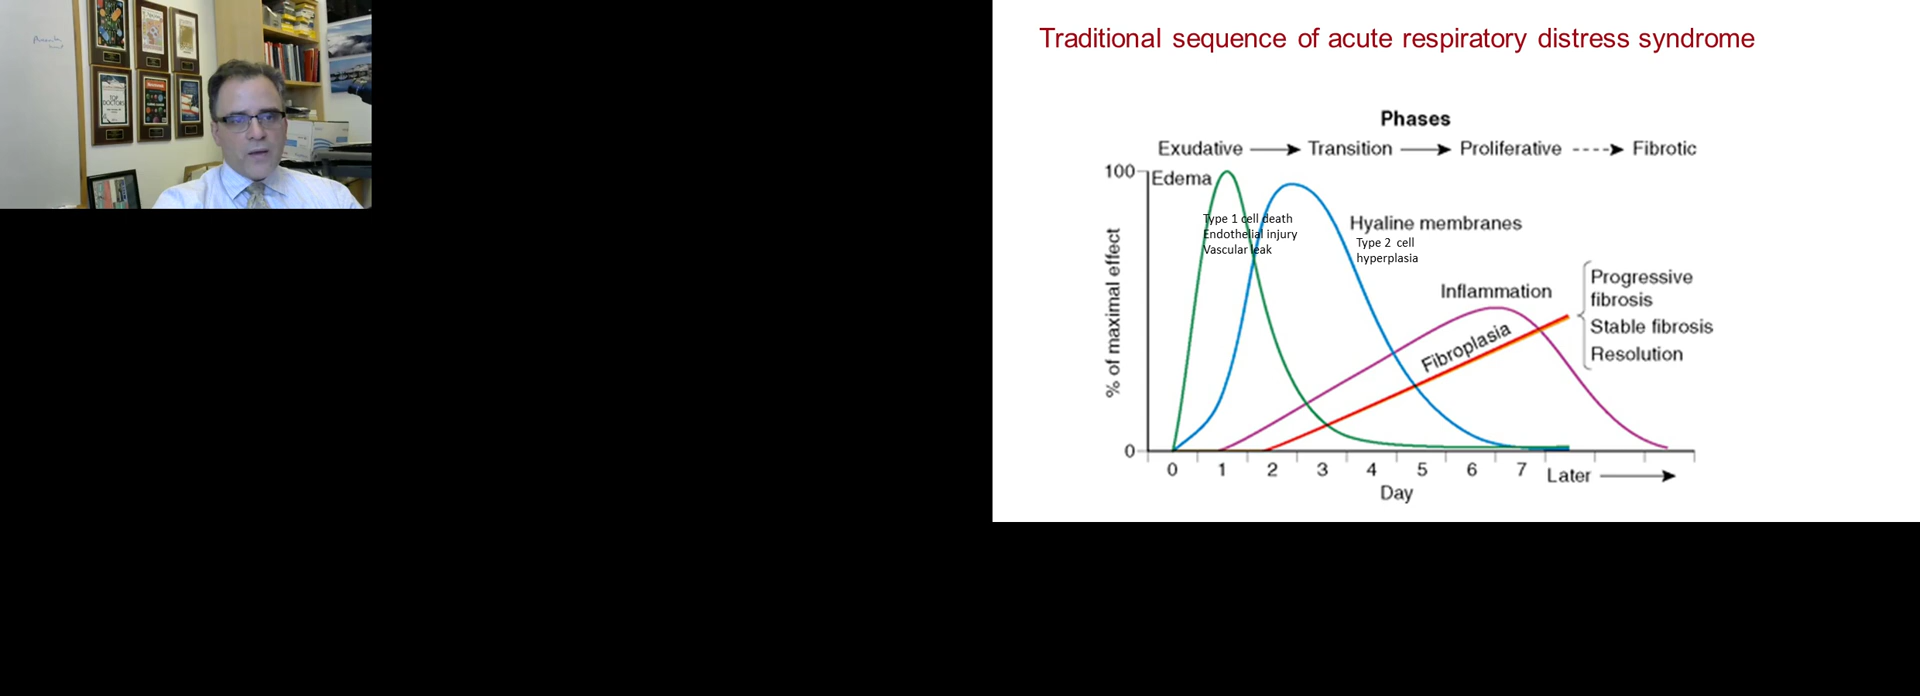 Traditional sequence of acute respiratory distress syndrome
Phases
Exudative Transition Proliferative Fibrotic
100
Edema
Type 1 cell death
Endothelial injury
Vascular leak
Hyaline membranes
Type 2 cell
hyperplasia
Inflammation
Fibroplasia
Progressive
fibrosis
Stable fibrosis
Resolution
% of maximal effect
0
0 1 2 3 4 5 6 7 Later
Day
TOP
DOCTORS